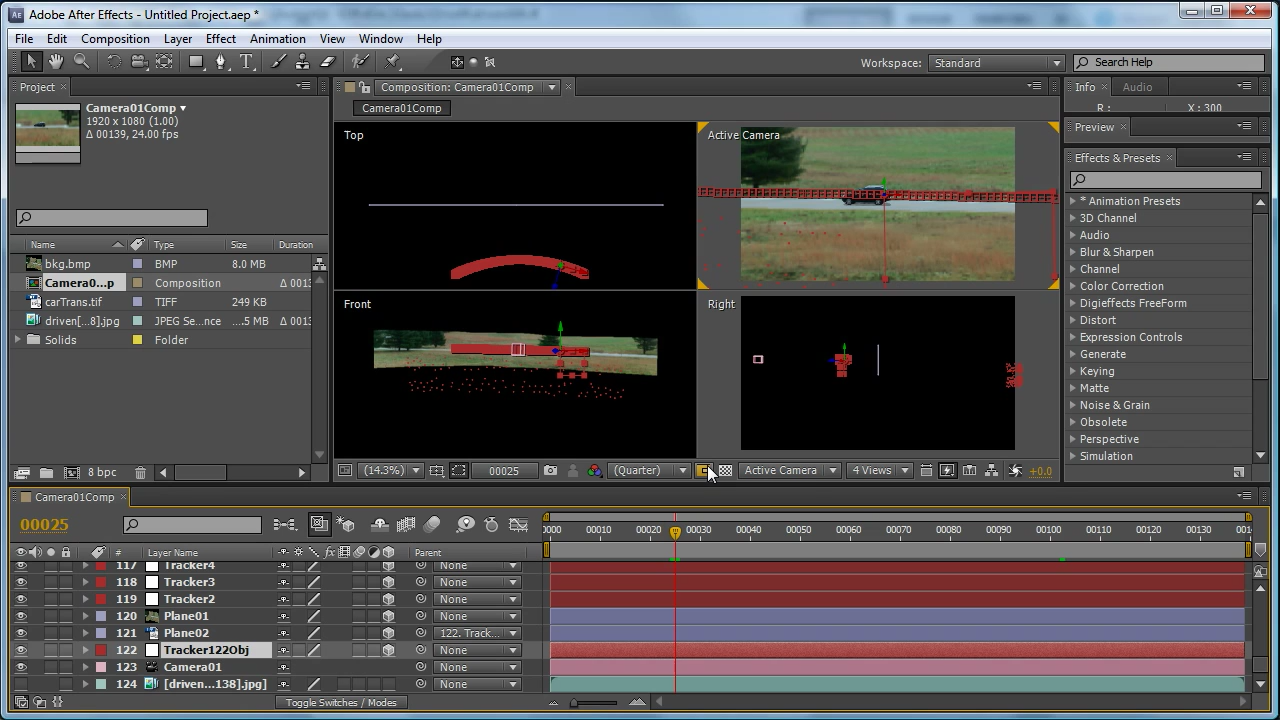 Adobe After Effects - Untitled Project.aep *
File Edit Composition Layer Effect Animation View Window Help
Workspace: Standard Search Help
Project
Composition: Camera01Comp
Info Audio
Camera01Comp
1920 x 1080 (1.00)
Δ 00139, 24.00 fps
Camera01Comp
R : X : 300
Preview
Effects & Presets
Top
Active Camera
Front
Right
Name Type Size Duration
bkg.bmp BMP 8.0 MB
Camera0...p Composition Δ 0013
carTrans.tif TIFF 249 KB
driven[...8].jpg JPEG Se...nce ....5 MB Δ 0013
Solids Folder
* Animation Presets
3D Channel
Audio
Blur & Sharpen
Channel
Color Correction
Digieffects FreeForm
Distort
Expression Controls
Generate
Keying
Matte
Noise & Grain
Obsolete
Perspective
Simulation
8 bpc
(14.3%) 00025 (Quarter) Active Camera 4 Views +0.0
Camera01Comp
00025
0000 00010 00020 00030 00040 00050 00060 00070 00080 00090 00100 00110 00120 00130 0014
# Layer Name fx Parent
117 Tracker4 None
118 Tracker3 None
119 Tracker2 None
120 Plane01 None
121 Plane02 122. Track...
122 Tracker122Obj None
123 Camera01 None
124 [driven...138].jpg] None
Toggle Switches / Modes